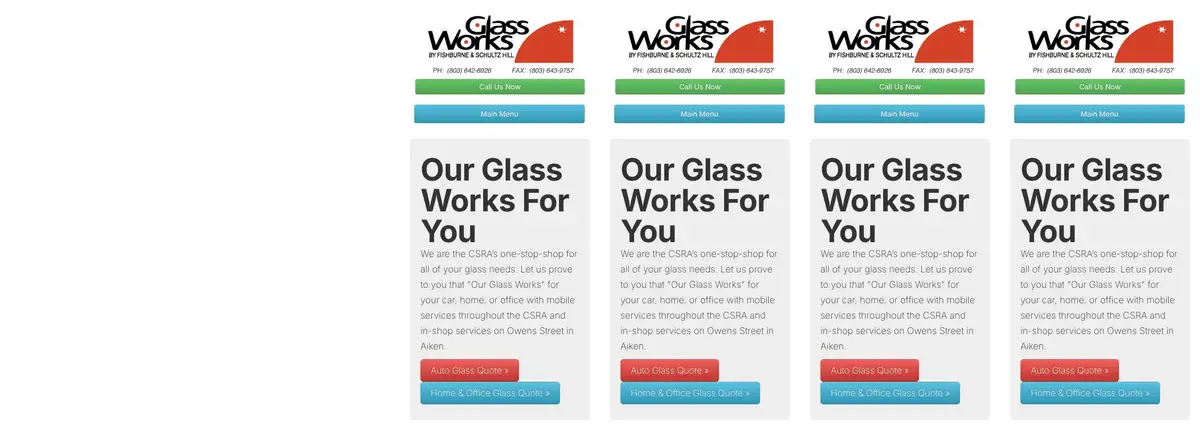 Glass
Works
BY FISHBURNE & SCHULTZ HILL
PH: (803) 642-6926 FAX: (803) 643-9757
Call Us Now
Main Menu
Our Glass
Works For
You
We are the CSRA's one-stop-shop for
all of your glass needs. Let us prove
to you that "Our Glass Works" for
your car, home, or office with mobile
services throughout the CSRA and
in-shop services on Owens Street in
Aiken.
Auto Glass Quote »
Home & Office Glass Quote »
Glass
Works
BY FISHBURNE & SCHULTZ HILL
PH: (803) 642-6926 FAX: (803) 643-9757
Call Us Now
Main Menu
Our Glass
Works For
You
We are the CSRA's one-stop-shop for
all of your glass needs. Let us prove
to you that "Our Glass Works" for
your car, home, or office with mobile
services throughout the CSRA and
in-shop services on Owens Street in
Aiken.
Auto Glass Quote »
Home & Office Glass Quote »
Glass
Works
BY FISHBURNE & SCHULTZ HILL
PH: (803) 642-6926 FAX: (803) 643-9757
Call Us Now
Main Menu
Our Glass
Works For
You
We are the CSRA's one-stop-shop for
all of your glass needs. Let us prove
to you that "Our Glass Works" for
your car, home, or office with mobile
services throughout the CSRA and
in-shop services on Owens Street in
Aiken.
Auto Glass Quote »
Home & Office Glass Quote »
Glass
Works
BY FISHBURNE & SCHULTZ HILL
PH: (803) 642-6926 FAX: (803) 643-9757
Call Us Now
Main Menu
Our Glass
Works For
You
We are the CSRA's one-stop-shop for
all of your glass needs. Let us prove
to you that "Our Glass Works" for
your car, home, or office with mobile
services throughout the CSRA and
in-shop services on Owens Street in
Aiken.
Auto Glass Quote »
Home & Office Glass Quote »